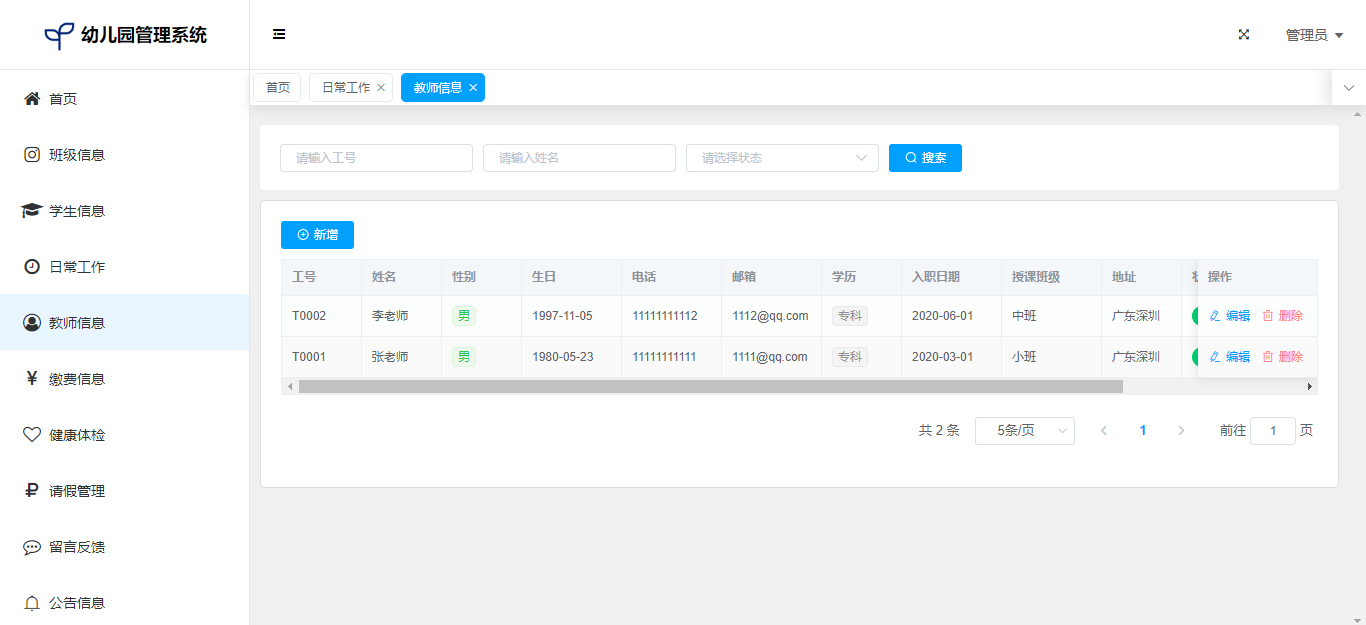 幼儿园管理系统
管理员
首页
班级信息
学生信息
日常工作
教师信息
缴费信息
健康体检
请假管理
留言反馈
公告信息
首页 日常工作 教师信息
请输入工号 请输入姓名 请选择状态 搜索
新增
工号 姓名 性别 生日 电话 邮箱 学历 入职日期 授课班级 地址 操作
T0002 李老师 男 1997-11-05 11111111112 1112@qq.com 专科 2020-06-01 中班 广东深圳 编辑 删除
T0001 张老师 男 1980-05-23 11111111111 1111@qq.com 专科 2020-03-01 小班 广东深圳 编辑 删除
共 2 条 5条/页 1 前往 1 页